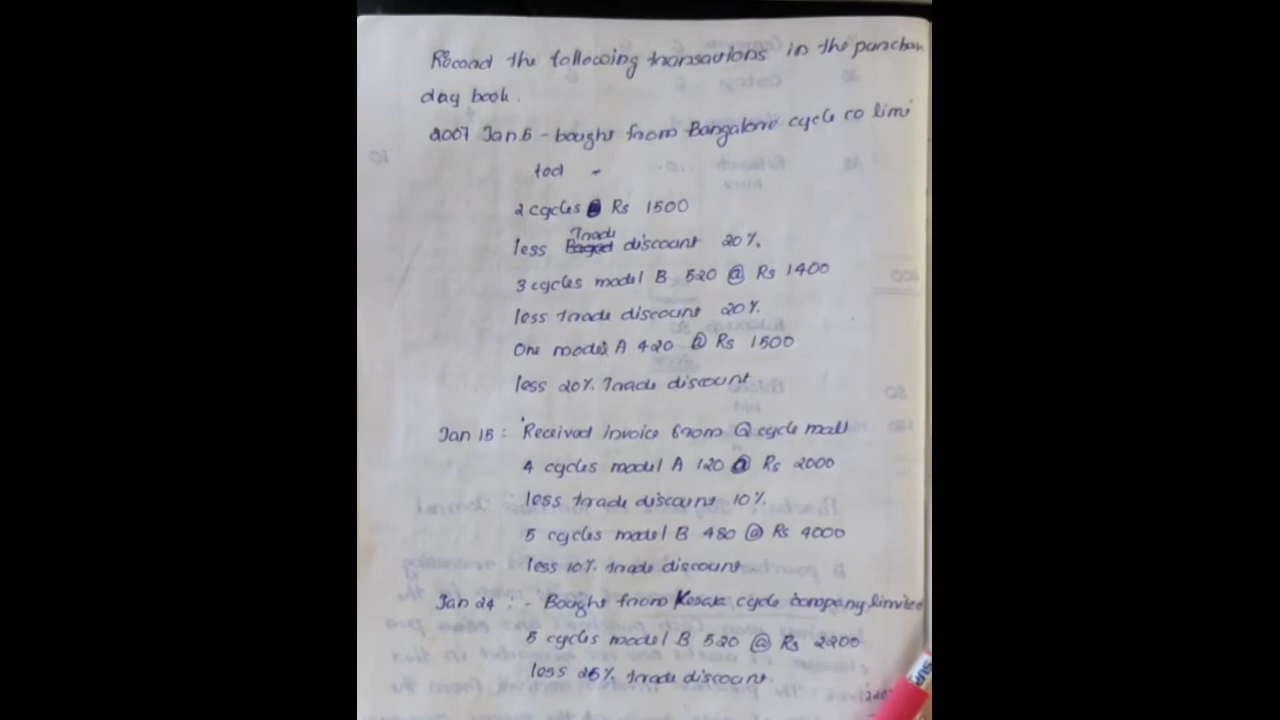 Record the following transactions in the purchas
day book.
2007 Jan 5 - bought from Bangalore cycle co limi
ted -
2 cycles @ Rs 1500
less Trade discount 20%.
3 cycles model B 520 @ Rs 1400
less trade discount 20%.
One model A 420 @ Rs 1500
less 20% Trade discount
Jan 15 : Received invoice from Q cycle mall
4 cycles model A 120 @ Rs 2000
less trade discount 10%.
5 cycles model B 480 @ Rs 4000
less 10% trade discount
Jan 24 : - Bought from cycle company limited
5 cycles model B 520 @ Rs 2200
less 25% trade discount.